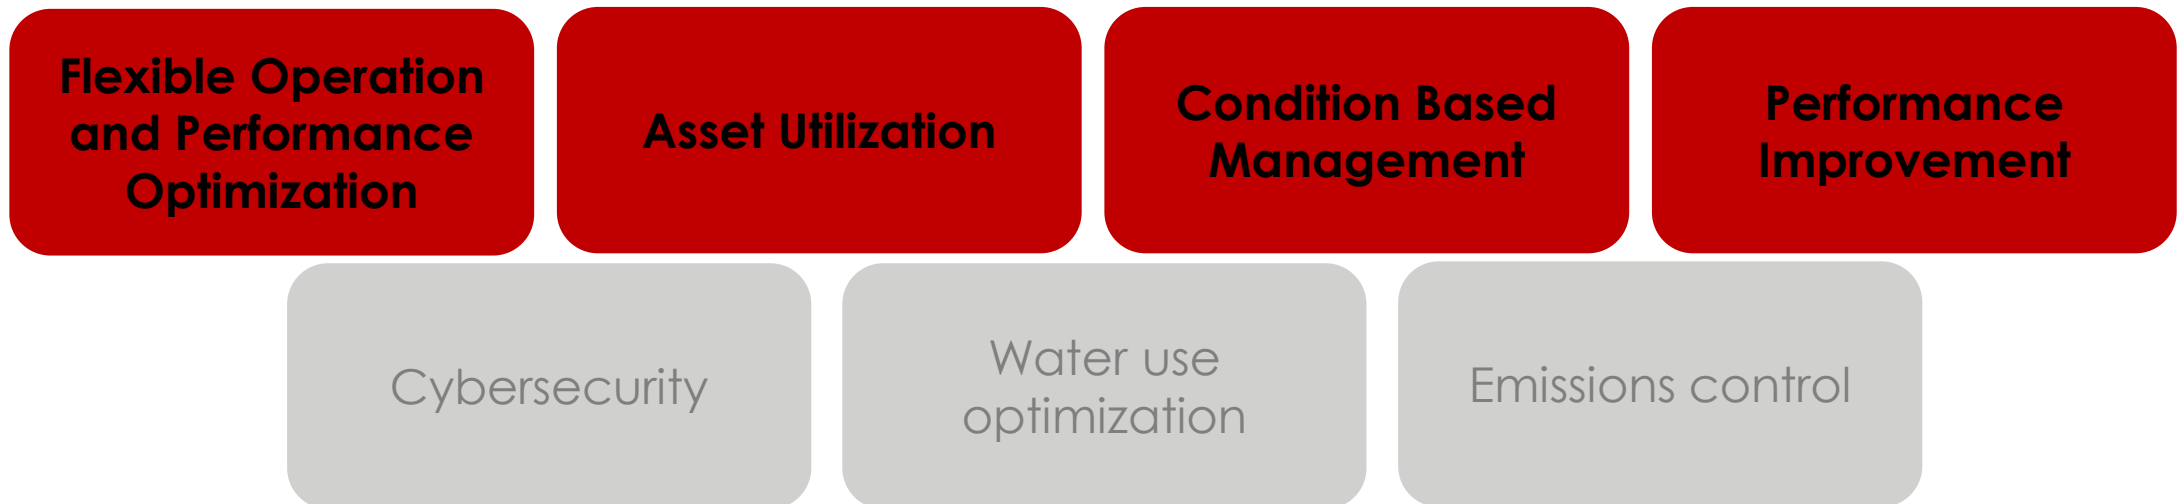 Flexible Operation
and Performance
Optimization
Asset Utilization
Condition Based
Management
Performance
Improvement
Cybersecurity
Water use
optimization
Emissions control